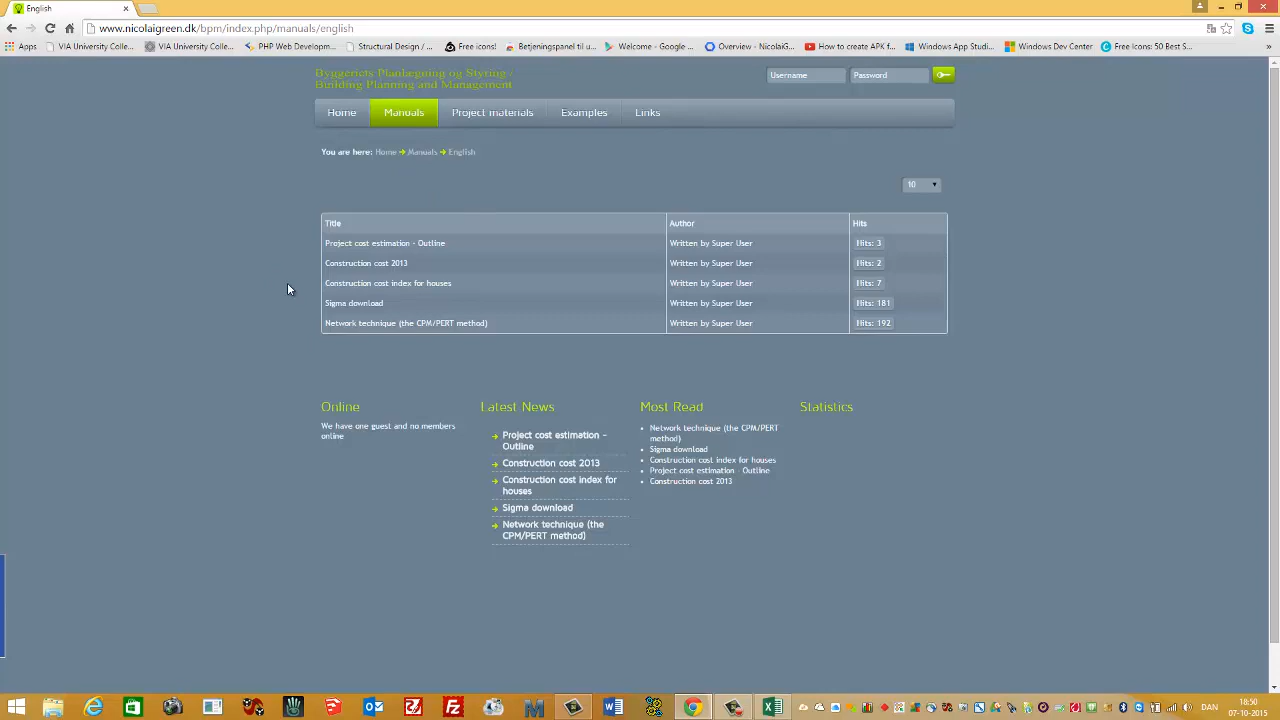 English
www.nicolaigreen.dk/bpm/index.php/manuals/english
Apps VIA University Colle... VIA University Colle... PHP Web Developme... Structural Design / ... Free icons! Betjeningspanel til u... Welcome - Google ... Overview - NicolaiG... How to create APK f... Windows App Studi... Windows Dev Center Free Icons 50 Best S... »
Byggeriets Planlægning og Styring /
Building Planning and Management
Username Password
Home Manuals Project materials Examples Links
You are here: Home Manuals English
10
Title Author Hits
Project cost estimation - Outline Written by Super User Hits: 3
Construction cost 2013 Written by Super User Hits: 2
Construction cost index for houses Written by Super User Hits: 7
Sigma download Written by Super User Hits: 181
Network technique (the CPM/PERT method) Written by Super User Hits: 192
Online
We have one guest and no members
online
Latest News
Project cost estimation -
Outline
Construction cost 2013
Construction cost index for
houses
Sigma download
Network technique (the
CPM/PERT method)
Most Read
Network technique (the CPM/PERT
method)
Sigma download
Construction cost index for houses
Project cost estimation - Outline
Construction cost 2013
Statistics
DAN
18:50
07-10-2015